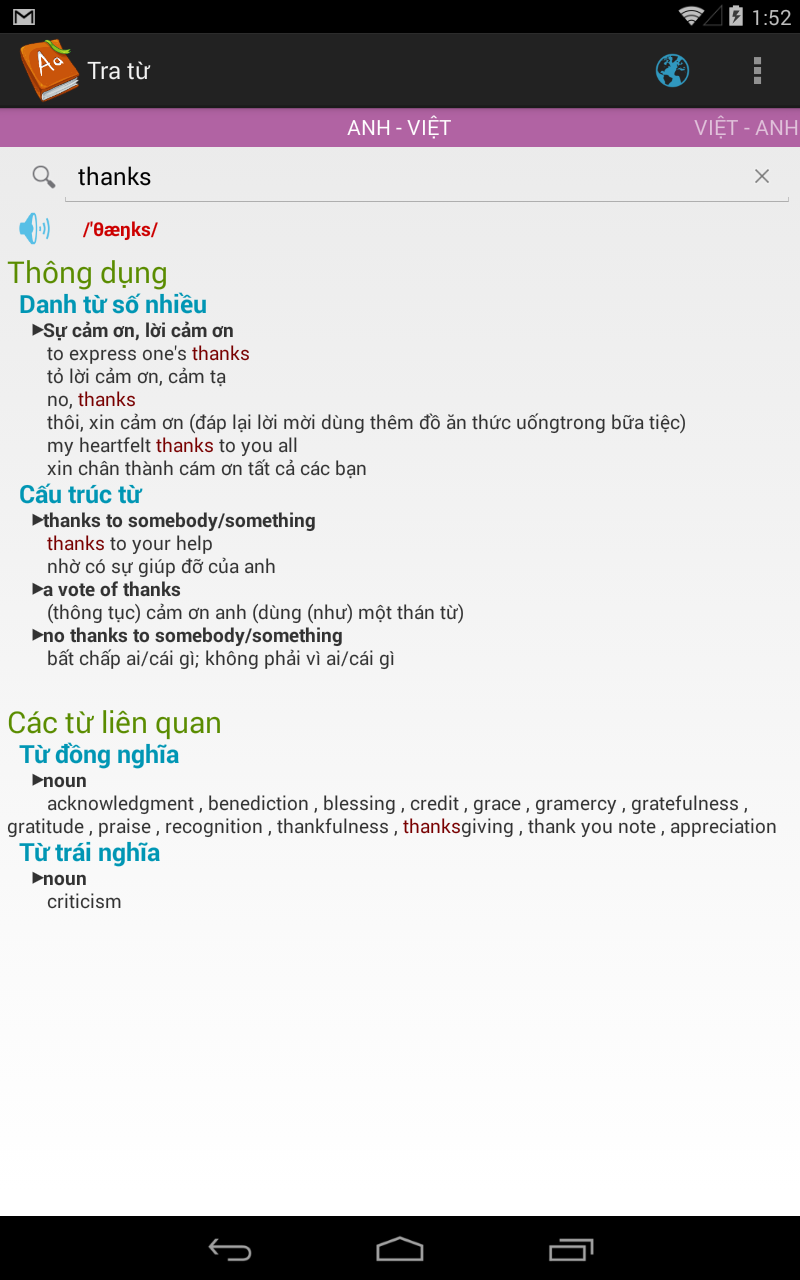 1:52
Tra từ
ANH - VIỆT
VIỆT - ANH
thanks
/'θæŋks/
Thông dụng
Danh từ số nhiều
▶Sự cảm ơn, lời cảm ơn
to express one's thanks
tỏ lời cảm ơn, cảm tạ
no, thanks
thôi, xin cảm ơn (đáp lại lời mời dùng thêm đồ ăn thức uốngtrong bữa tiệc)
my heartfelt thanks to you all
xin chân thành cám ơn tất cả các bạn
Cấu trúc từ
▶thanks to somebody/something
thanks to your help
nhờ có sự giúp đỡ của anh
▶a vote of thanks
(thông tục) cảm ơn anh (dùng (như) một thán từ)
▶no thanks to somebody/something
bất chấp ai/cái gì; không phải vì ai/cái gì
Các từ liên quan
Từ đồng nghĩa
▶noun
acknowledgment , benediction , blessing , credit , grace , gramercy , gratefulness ,
gratitude , praise , recognition , thankfulness , thanksgiving , thank you note , appreciation
Từ trái nghĩa
▶noun
criticism